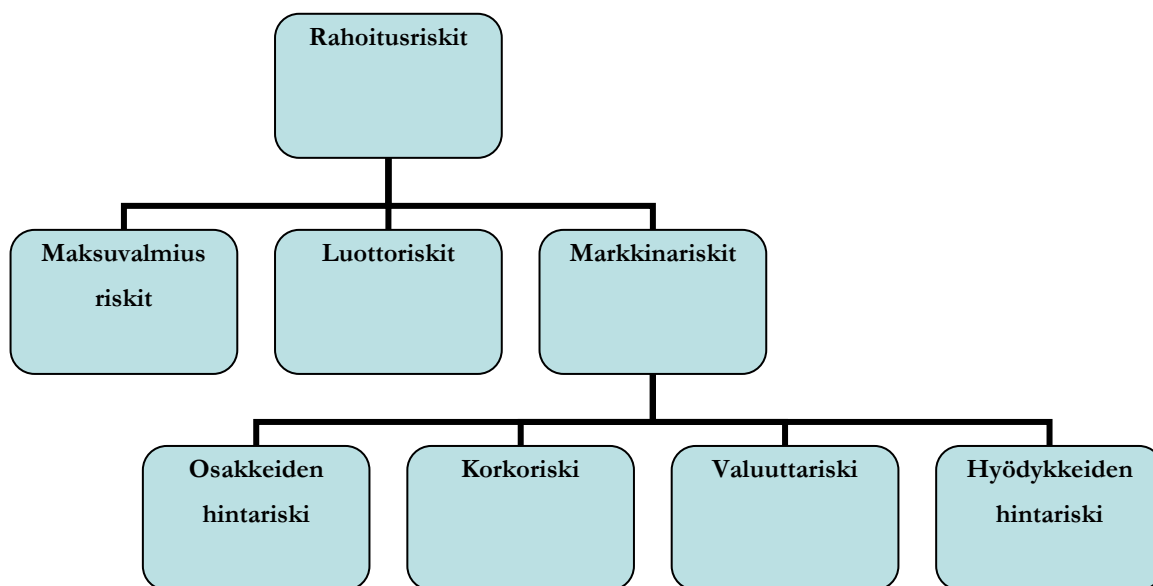 Rahoitusriskit
Maksuvalmius
riskit
Luottoriskit
Markkinariskit
Osakkeiden
hintariski
Korkoriski
Valuuttariski
Hyödykkeiden
hintariski